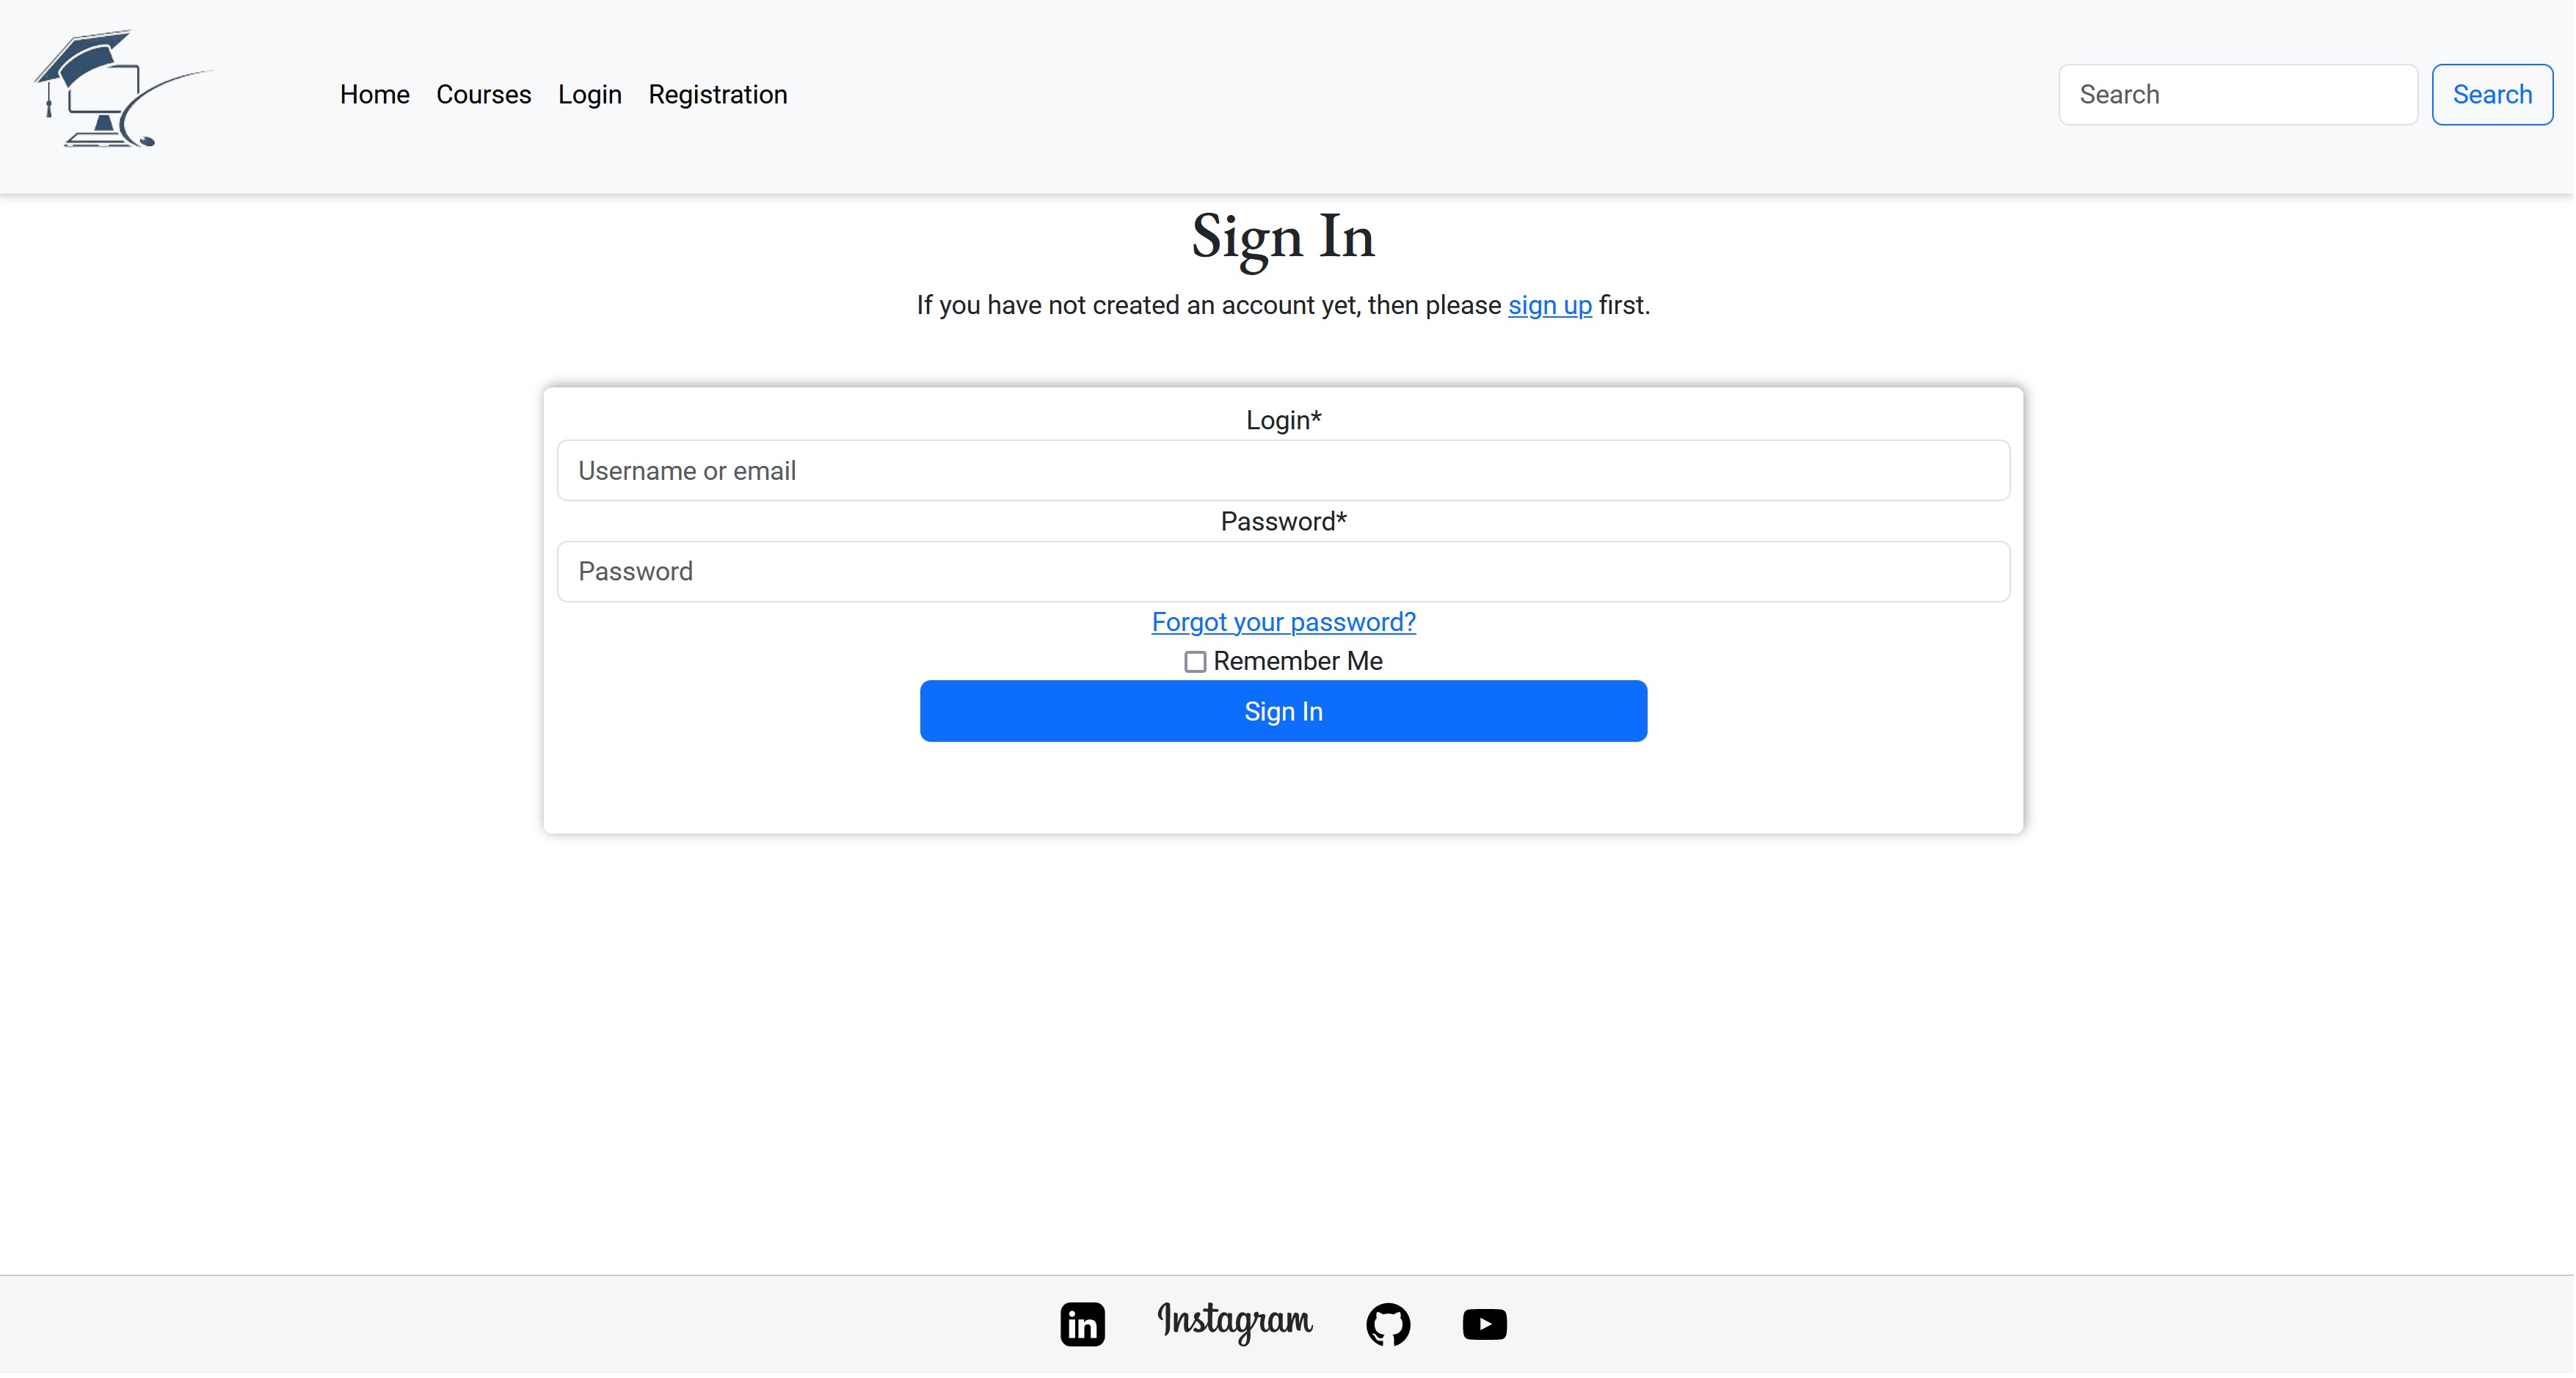 Home Courses Login Registration Search Search
Sign In
If you have not created an account yet, then please sign up first.
Login*
Username or email
Password*
Password
Forgot your password?
Remember Me
Sign In
in Instagram